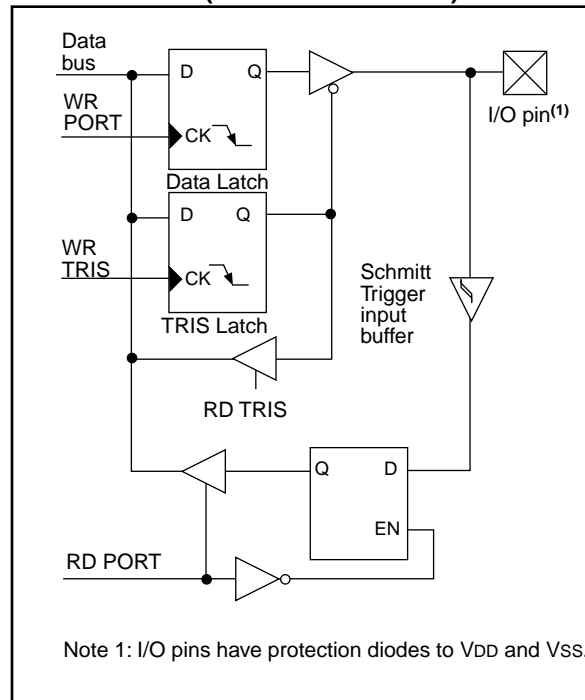 Data
bus
D Q
WR
PORT
CK
I/O pin(1)
Data Latch
D Q
WR
TRIS
CK
Schmitt
Trigger
input
buffer
TRIS Latch
RD TRIS
Q D
EN
RD PORT
Note 1: I/O pins have protection diodes to VDD and VSS.